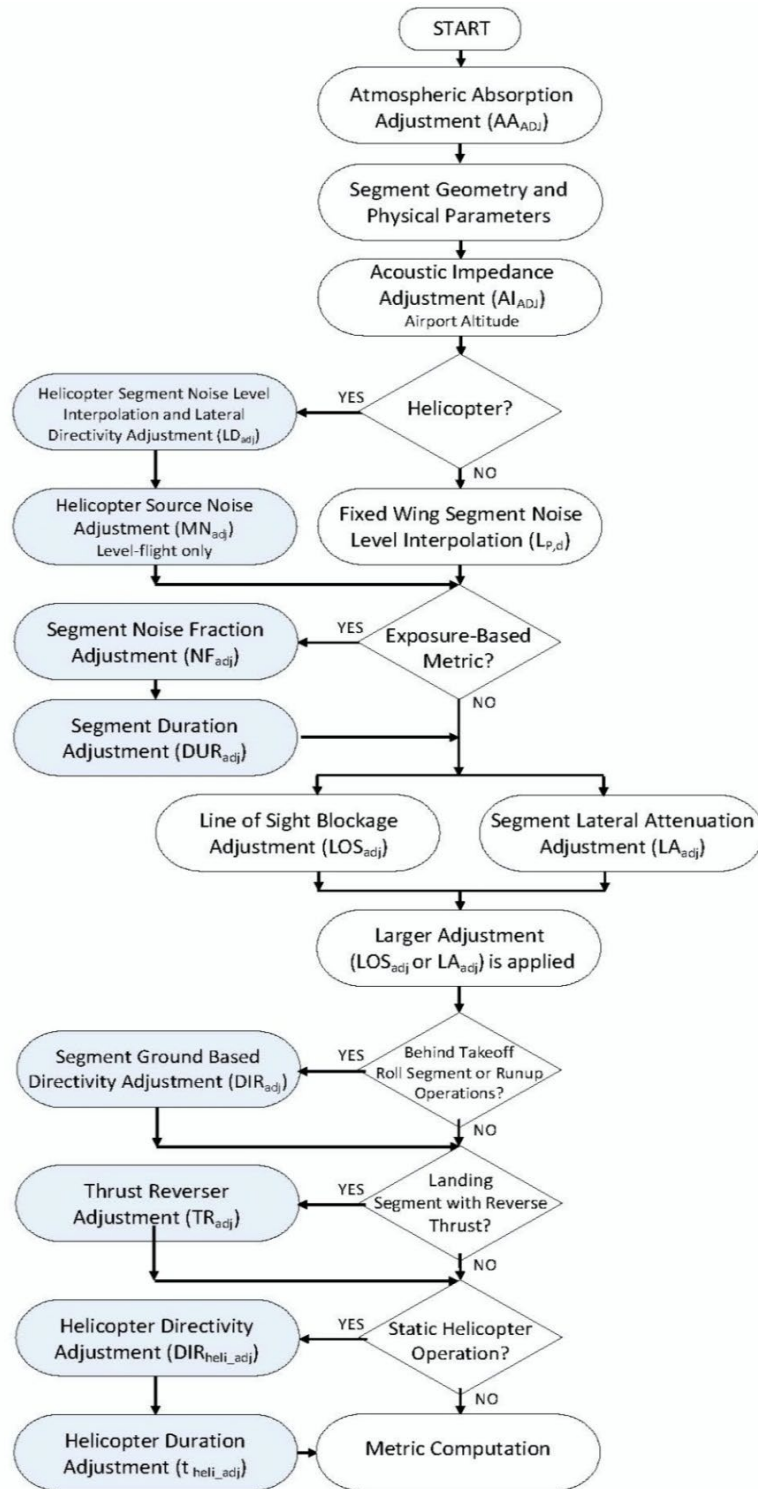 START
Atmospheric Absorption
Adjustment (AA_ADJ)
Segment Geometry and
Physical Parameters
Acoustic Impedance
Adjustment (AI_ADJ)
Airport Altitude
Helicopter?
YES
NO
Helicopter Segment Noise Level
Interpolation and Lateral
Directivity Adjustment (LD_adj)
Helicopter Source Noise
Adjustment (MN_adj)
Level-flight only
Fixed Wing Segment Noise
Level Interpolation (L_P,d)
Exposure-Based
Metric?
YES
NO
Segment Noise Fraction
Adjustment (NF_adj)
Segment Duration
Adjustment (DUR_adj)
Line of Sight Blockage
Adjustment (LOS_adj)
Segment Lateral Attenuation
Adjustment (LA_adj)
Larger Adjustment
(LOS_adj or LA_adj) is applied
Behind Takeoff
Roll Segment or Runup
Operations?
YES
NO
Segment Ground Based
Directivity Adjustment (DIR_adj)
Landing
Segment with Reverse
Thrust?
YES
NO
Thrust Reverser
Adjustment (TR_adj)
Static Helicopter
Operation?
YES
NO
Helicopter Directivity
Adjustment (DIR_heli_adj)
Helicopter Duration
Adjustment (t_heli_adj)
Metric Computation